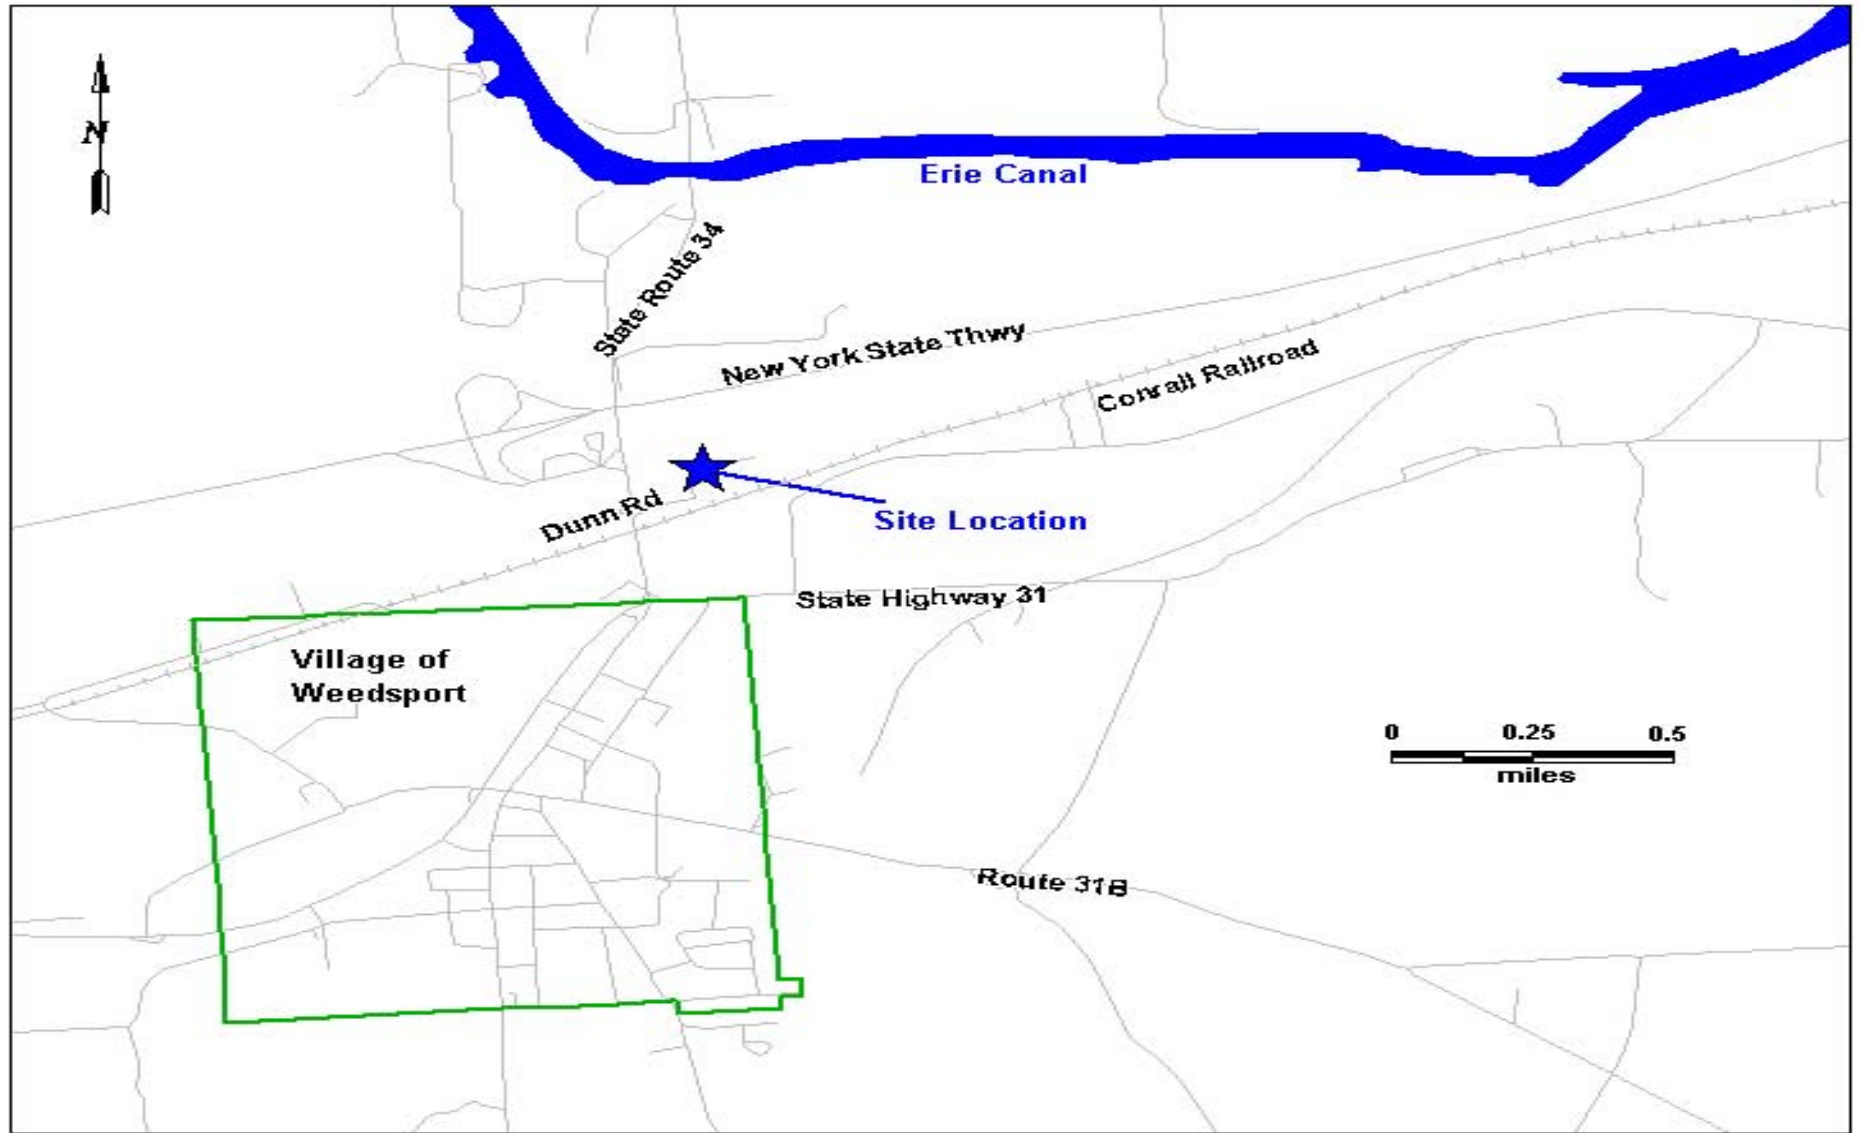 N
Erie Canal
State Route 34
New York State Thwy
Conrail Railroad
Dunn Rd
Site Location
State Highway 31
Village of
Weedsport
0 0.25 0.5
miles
Route 31B